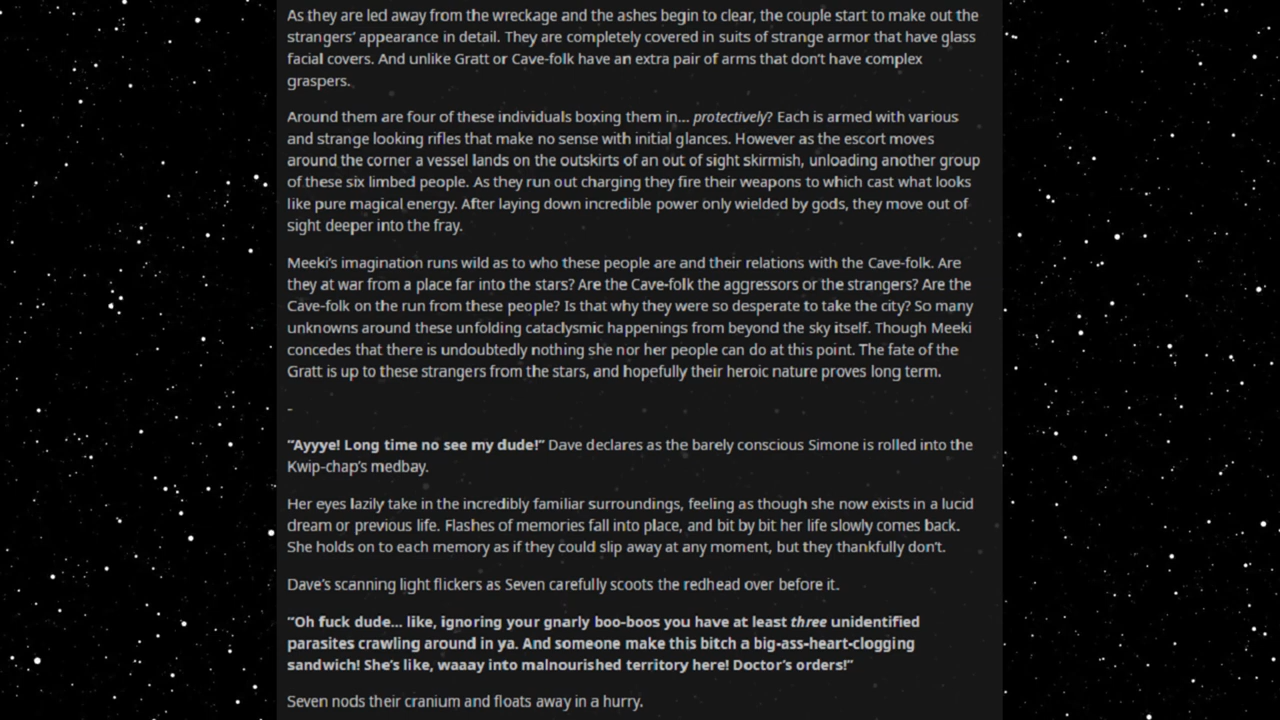 As they are led away from the wreckage and the ashes begin to clear, the couple start to make out the
strangers’ appearance in detail. They are completely covered in suits of strange armor that have glass
facial covers. And unlike Gratt or Cave-folk have an extra pair of arms that don’t have complex
graspers.
Around them are four of these individuals boxing them in... protectively? Each is armed with various
and strange looking rifles that make no sense with initial glances. However as the escort moves
around the corner a vessel lands on the outskirts of an out of sight skirmish, unloading another group
of these six limbed people. As they run out charging they fire their weapons to which cast what looks
like pure magical energy. After laying down incredible power only wielded by gods, they move out of
sight deeper into the fray.
Meeki’s imagination runs wild as to who these people are and their relations with the Cave-folk. Are
they at war from a place far into the stars? Are the Cave-folk the aggressors or the strangers? Are the
Cave-folk on the run from these people? Is that why they were so desperate to take the city? So many
unknowns around these unfolding cataclysmic happenings from beyond the sky itself. Though Meeki
concedes that there is undoubtedly nothing she nor her people can do at this point. The fate of the
Gratt is up to these strangers from the stars, and hopefully their heroic nature proves long term.
-
“Ayyye! Long time no see my dude!” Dave declares as the barely conscious Simone is rolled into the
Kwip-chap’s medbay.
Her eyes lazily take in the incredibly familiar surroundings, feeling as though she now exists in a lucid
dream or previous life. Flashes of memories fall into place, and bit by bit her life slowly comes back.
She holds on to each memory as if they could slip away at any moment, but they thankfully don’t.
Dave’s scanning light flickers as Seven carefully scoots the redhead over before it.
“Oh fuck dude... like, ignoring your gnarly boo-boos you have at least three unidentified
parasites crawling around in ya. And someone make this bitch a big-ass-heart-clogging
sandwich! She’s like, waaay into malnourished territory here! Doctor’s orders!”
Seven nods their cranium and floats away in a hurry.